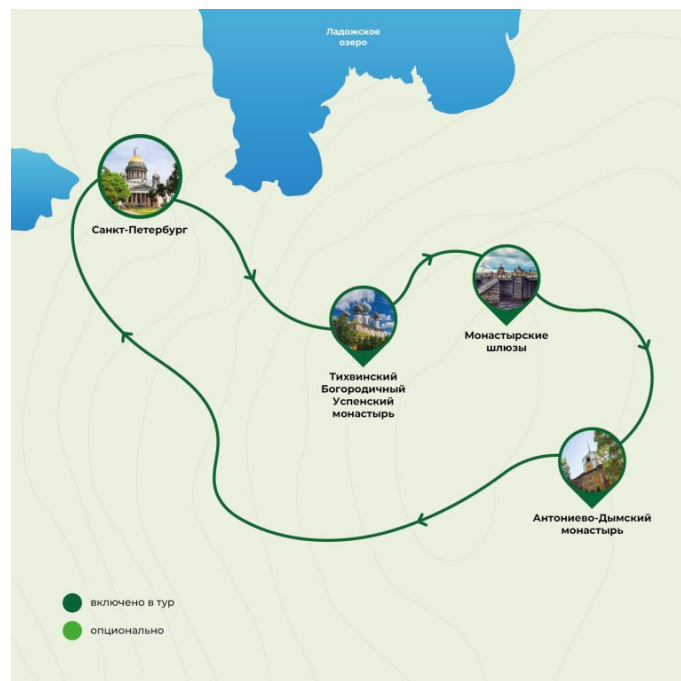 Ладожское
озеро
Санкт-Петербург
Монастырские
шлюзы
Тихвинский
Богородичный
Успенский
монастырь
Антониево-Дымский
монастырь
включено в тур
опционально